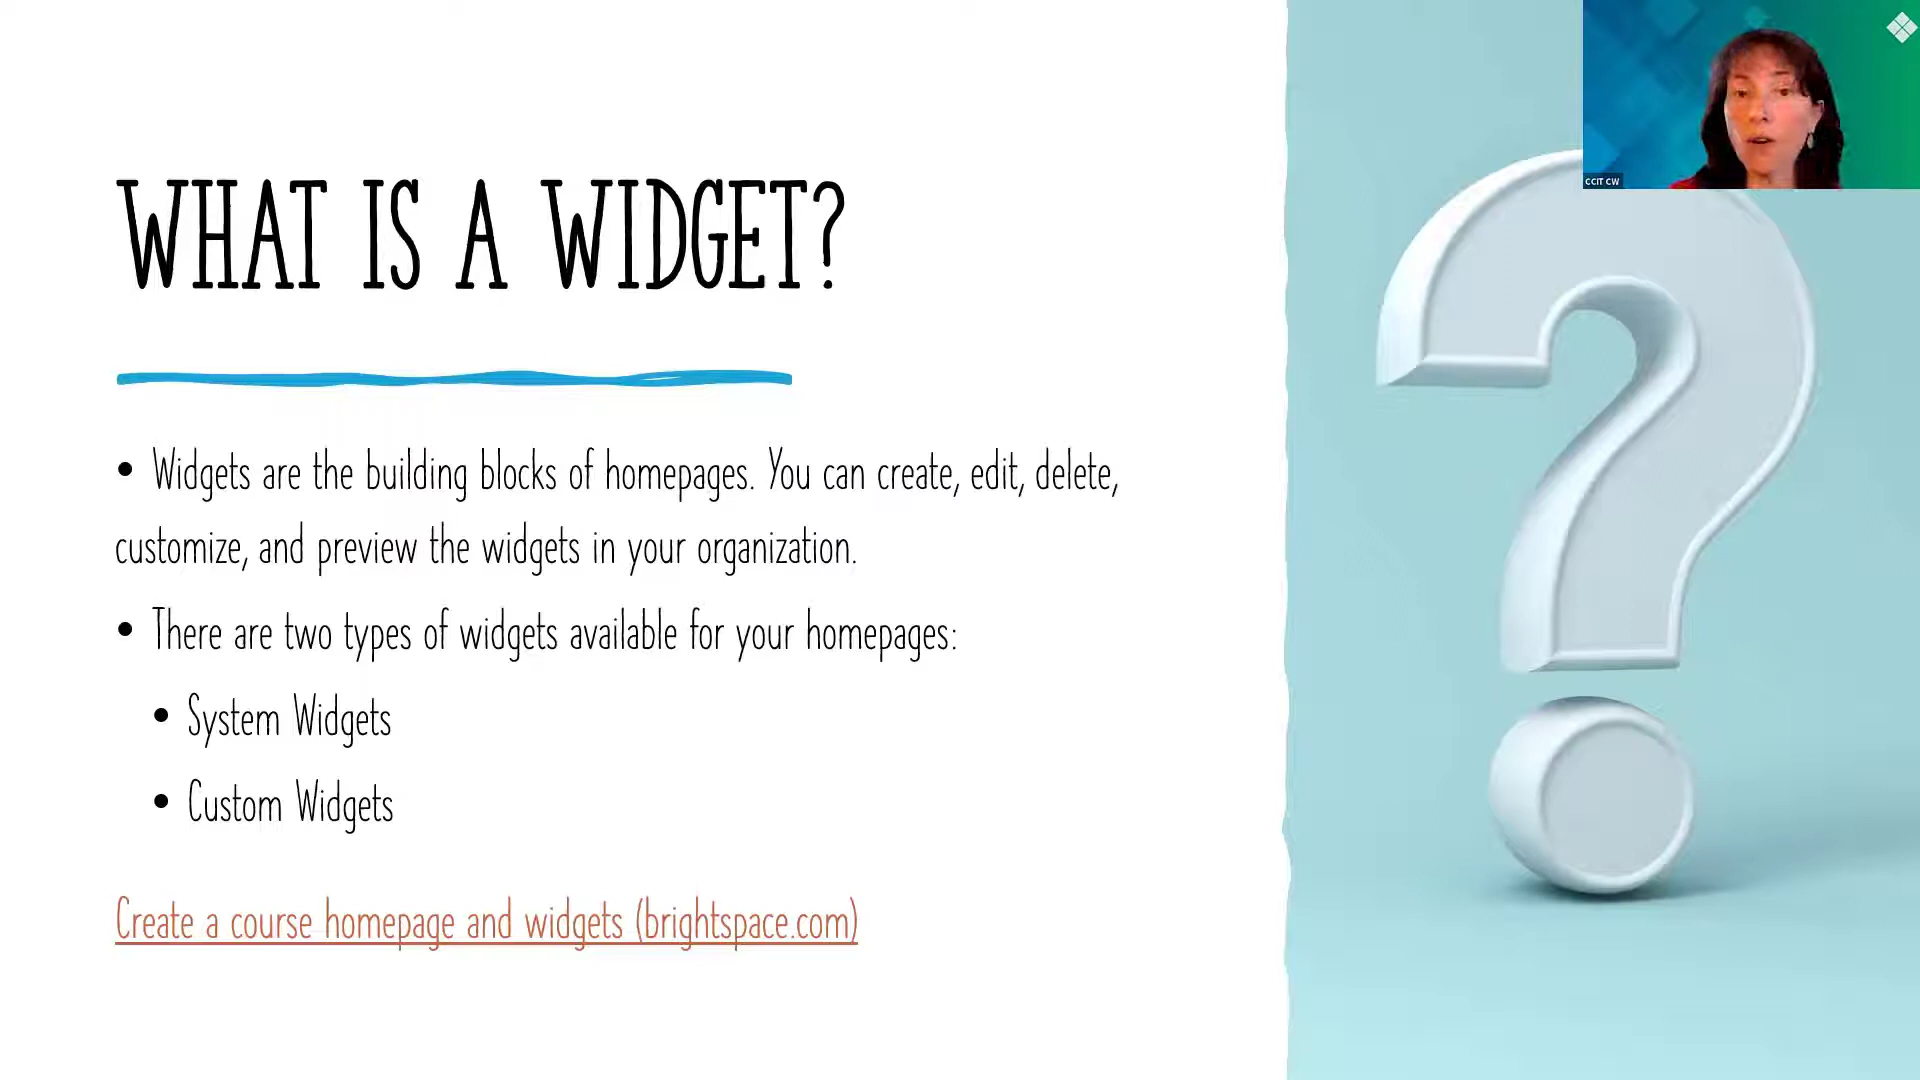 WHAT IS A WIDGET?
• Widgets are the building blocks of homepages. You can create, edit, delete,
customize, and preview the widgets in your organization.
• There are two types of widgets available for your homepages:
• System Widgets
• Custom Widgets
Create a course homepage and widgets (brightspace.com)
CCIT CW